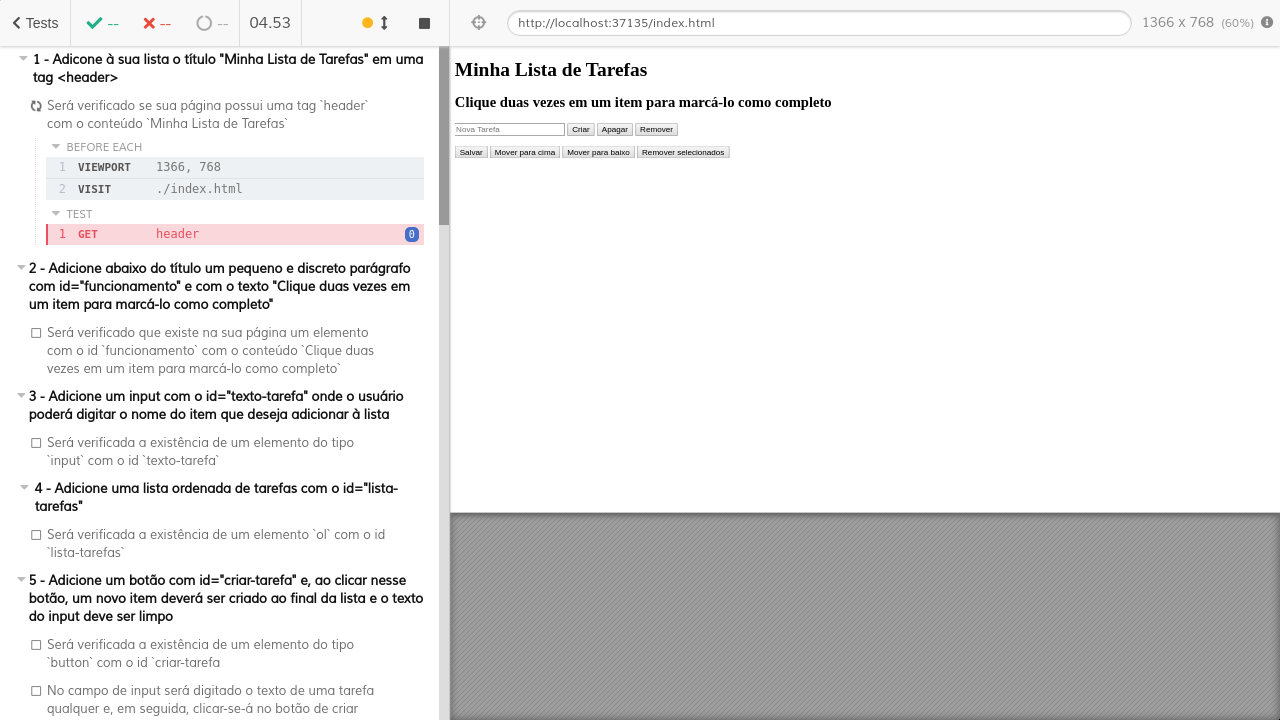 Tests
--
--
--
04.53
http://localhost:37135/index.html
1366 x 768 (60%)
1 - Adicone à sua lista o título "Minha Lista de Tarefas" em uma
tag <header>
Será verificado se sua página possui uma tag `header`
com o conteúdo `Minha Lista de Tarefas`
BEFORE EACH
1 VIEWPORT 1366, 768
2 VISIT ./index.html
TEST
1 GET header 0
2 - Adicione abaixo do título um pequeno e discreto parágrafo
com id="funcionamento" e com o texto "Clique duas vezes em
um item para marcá-lo como completo"
Será verificado que existe na sua página um elemento
com o id `funcionamento` com o conteúdo `Clique duas
vezes em um item para marcá-lo como completo`
3 - Adicione um input com o id="texto-tarefa" onde o usuário
poderá digitar o nome do item que deseja adicionar à lista
Será verificada a existência de um elemento do tipo
`input` com o id `texto-tarefa`
4 - Adicione uma lista ordenada de tarefas com o id="lista-
tarefas"
Será verificada a existência de um elemento `ol` com o id
`lista-tarefas`
5 - Adicione um botão com id="criar-tarefa" e, ao clicar nesse
botão, um novo item deverá ser criado ao final da lista e o texto
do input deve ser limpo
Será verificada a existência de um elemento do tipo
`button` com o id `criar-tarefa
No campo de input será digitado o texto de uma tarefa
qualquer e, em seguida, clicar-se-á no botão de criar
Minha Lista de Tarefas
Clique duas vezes em um item para marcá-lo como completo
Nova Tarefa Criar Apagar Remover
Salvar Mover para cima Mover para baixo Remover selecionados